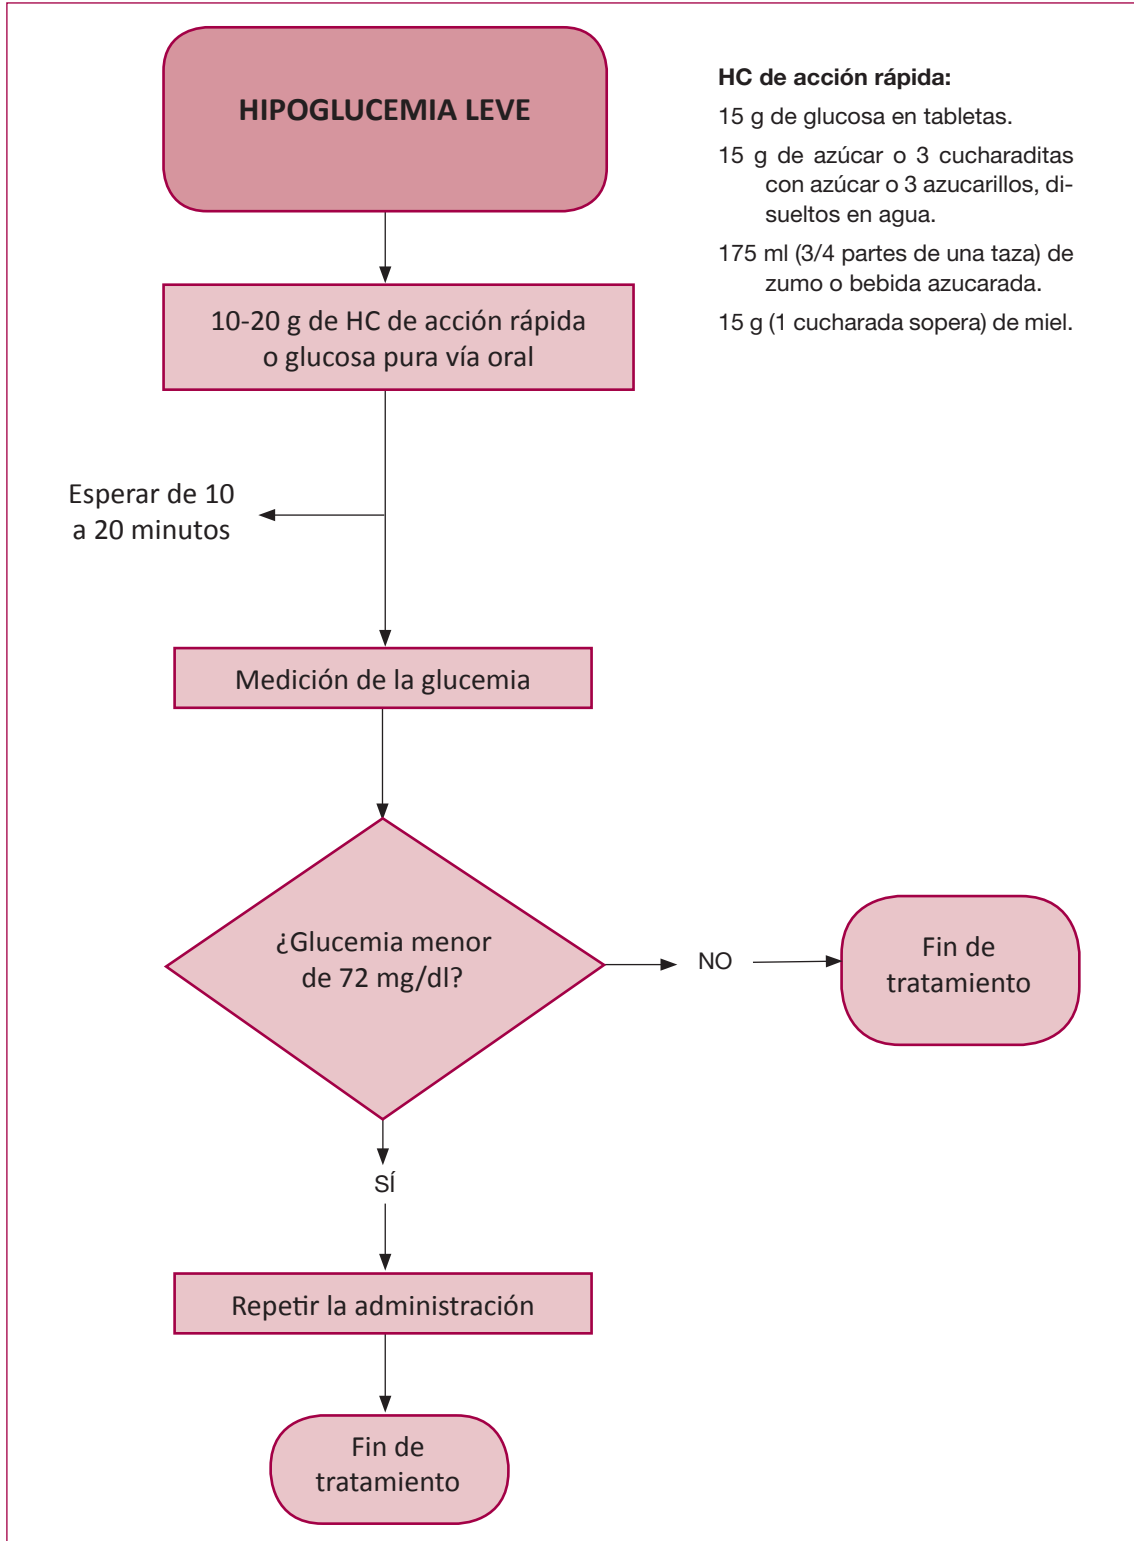 HIPOGLUCEMIA LEVE
HC de acción rápida:
15 g de glucosa en tabletas.
15 g de azúcar o 3 cucharaditas
con azúcar o 3 azucarillos, di-
sueltos en agua.
175 ml (3/4 partes de una taza) de
zumo o bebida azucarada.
15 g (1 cucharada sopera) de miel.
10-20 g de HC de acción rápida
o glucosa pura vía oral
Esperar de 10
a 20 minutos
Medición de la glucemia
¿Glucemia menor
de 72 mg/dl?
NO
Fin de
tratamiento
SÍ
Repetir la administración
Fin de
tratamiento